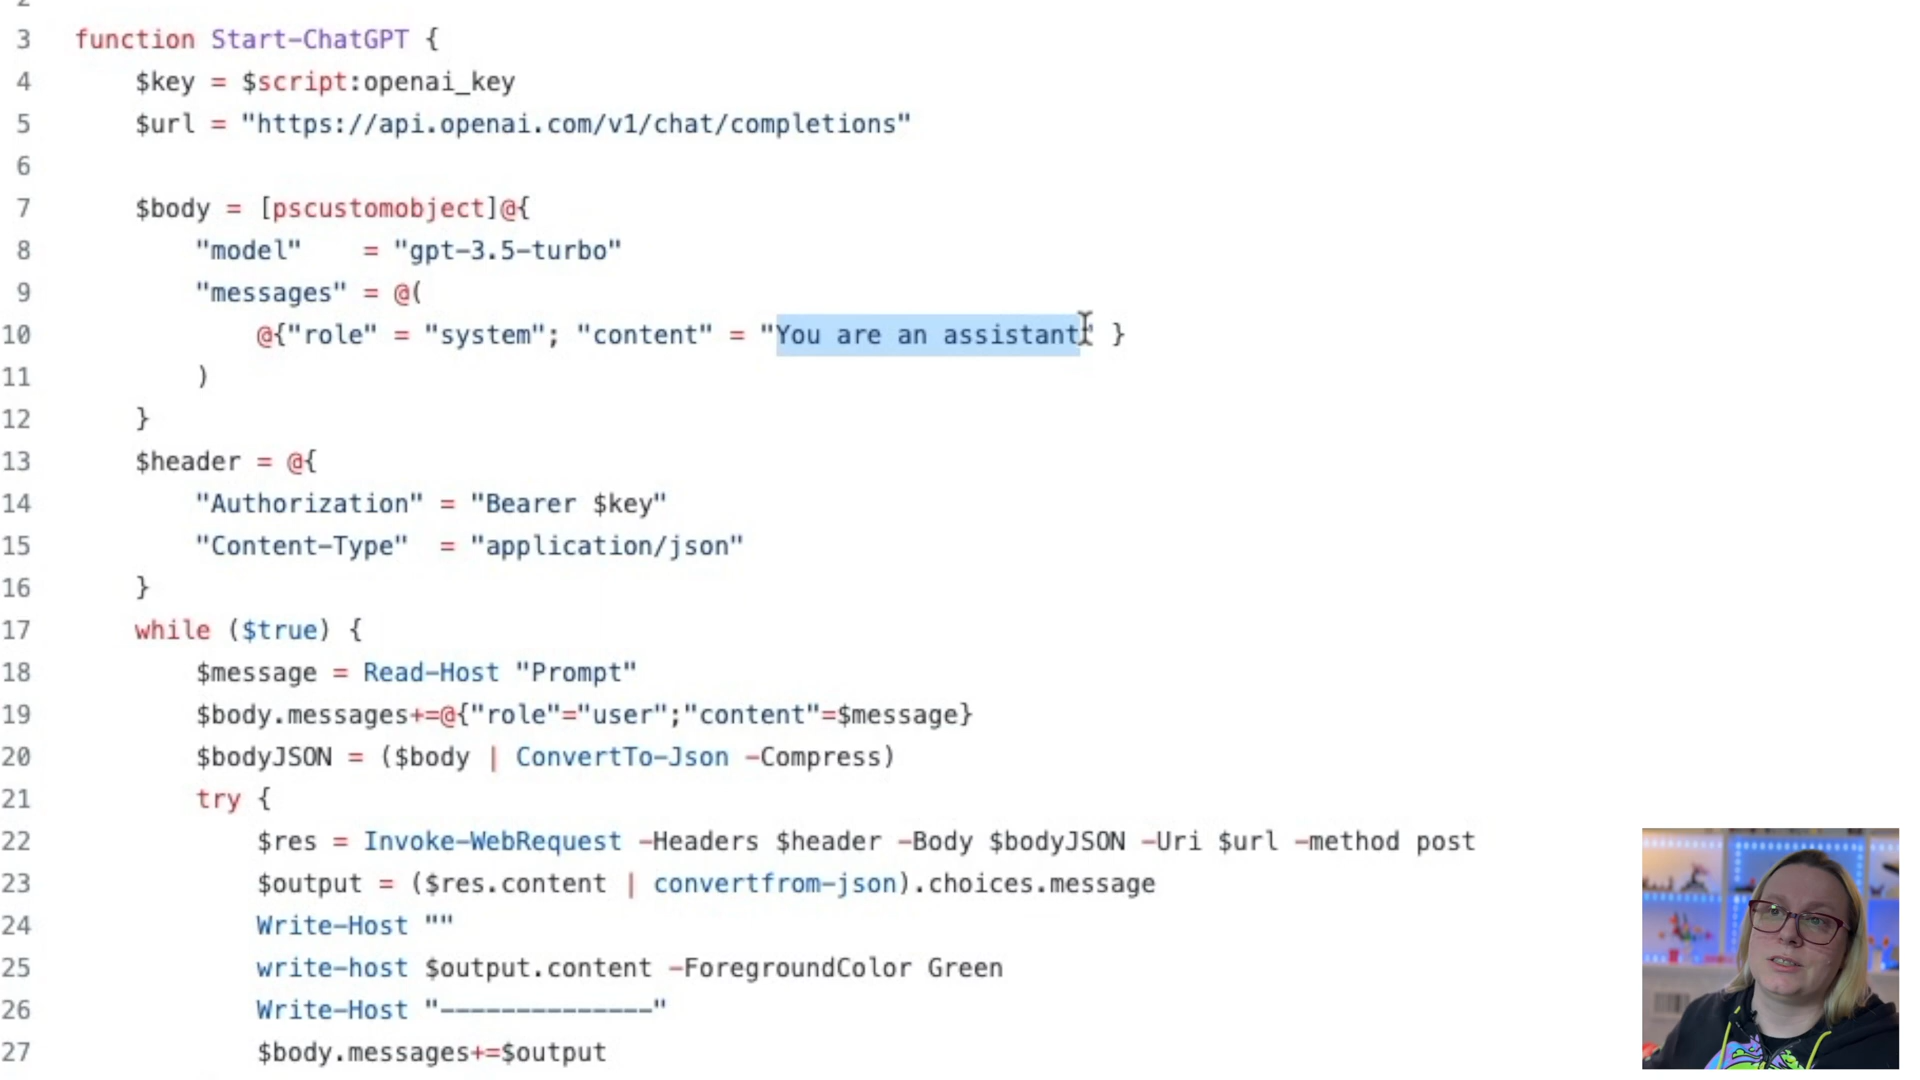 3 function Start-ChatGPT {
4 $key = $script:openai_key
5 $url = "https://api.openai.com/v1/chat/completions"
6
7 $body = [pscustomobject]@{
8 "model"    = "gpt-3.5-turbo"
9 "messages" = @(
10 @{"role" = "system"; "content" = "You are an assistant" }
11 )
12 }
13 $header = @{
14 "Authorization" = "Bearer $key"
15 "Content-Type"  = "application/json"
16 }
17 while ($true) {
18 $message = Read-Host "Prompt"
19 $body.messages+=@{"role"="user";"content"=$message}
20 $bodyJSON = ($body | ConvertTo-Json -Compress)
21 try {
22 $res = Invoke-WebRequest -Headers $header -Body $bodyJSON -Uri $url -method post
23 $output = ($res.content | convertfrom-json).choices.message
24 Write-Host ""
25 write-host $output.content -ForegroundColor Green
26 Write-Host "--------------"
27 $body.messages+=$output